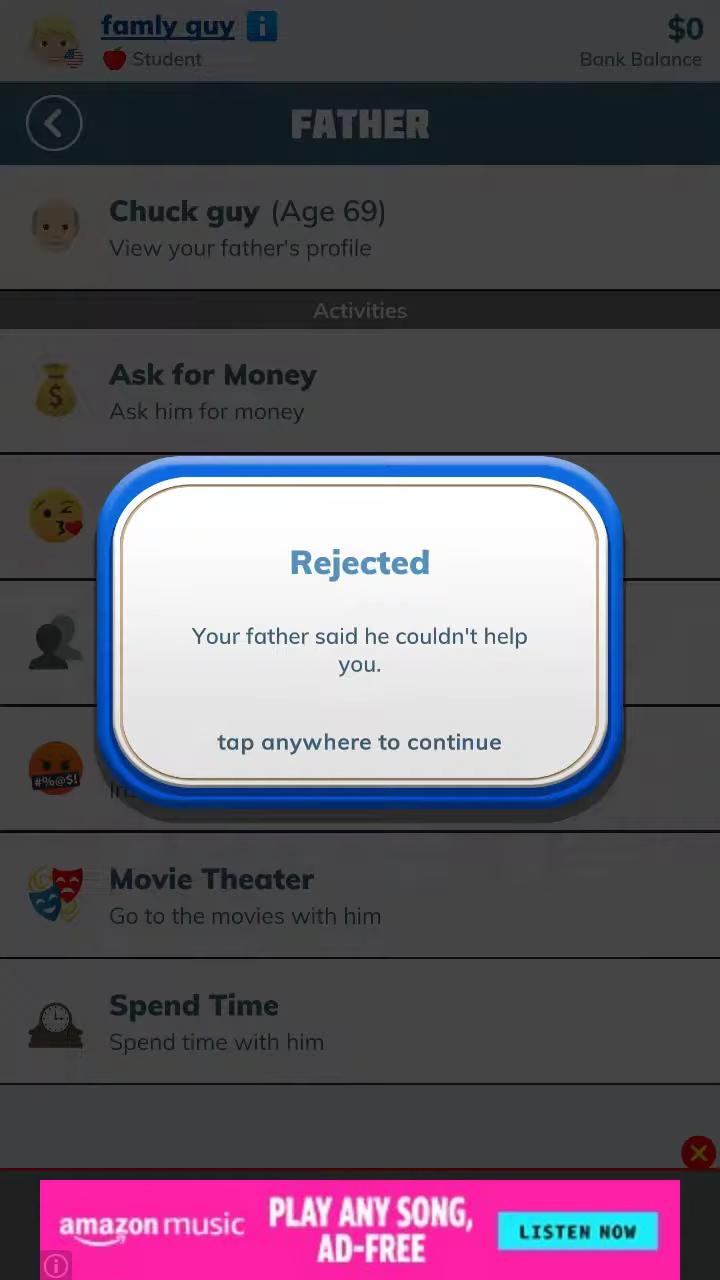 famly guy
$0
Student
Bank Balance
FATHER
Chuck guy (Age 69)
View your father's profile
Activities
Ask for Money
Ask him for money
Rejected
Your father said he couldn't help
you.
tap anywhere to continue
#%@$!
Movie Theater
Go to the movies with him
Spend Time
Spend time with him
amazon music
PLAY ANY SONG,
AD-FREE
LISTEN NOW